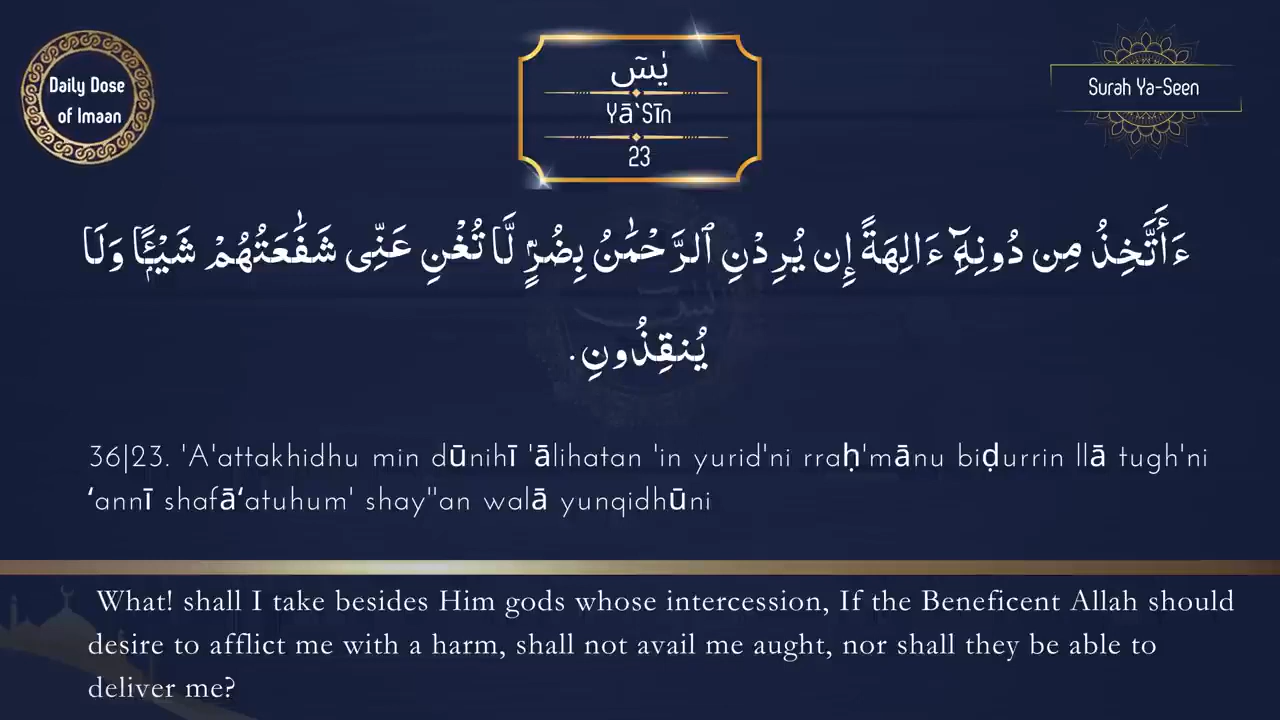 Daily Dose
of Imaan
يٰسٓ
Yā`Sīn
23
Surah Ya-Seen
ءَأَتَّخِذُ مِن دُونِهِۦٓ ءَالِهَةً إِن يُرِدْنِ ٱلرَّحْمَٰنُ بِضُرٍّ لَّا تُغْنِ عَنِّى شَفَٰعَتُهُمْ شَيْـًٔا وَلَا
يُنقِذُونِ.
36|23. 'A'attakhidhu min dūnihī 'ālihatan 'in yurid'ni rraḥ'mānu biḍurrin llā tugh'ni
‘annī shafā‘atuhum' shay"an walā yunqidhūni
What! shall I take besides Him gods whose intercession, If the Beneficent Allah should
desire to afflict me with a harm, shall not avail me aught, nor shall they be able to
deliver me?